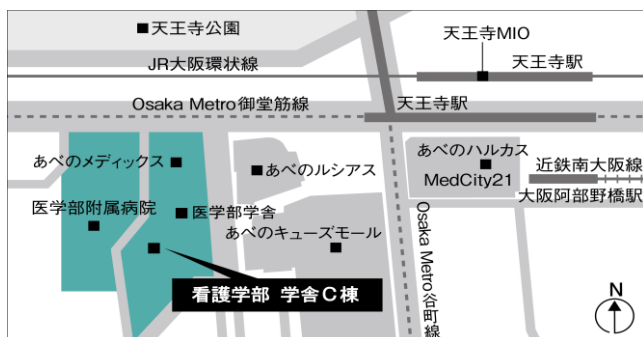 天王寺公園
天王寺MIO
JR大阪環状線
天王寺駅
Osaka Metro御堂筋線
天王寺駅
あべのメディックス
あべのルシアス
あべのハルカス
MedCity21
近鉄南大阪線
大阪阿部野橋駅
医学部附属病院
医学部学舎
あべのキューズモール
看護学部 学舎C棟
Osaka Metro谷町線
N